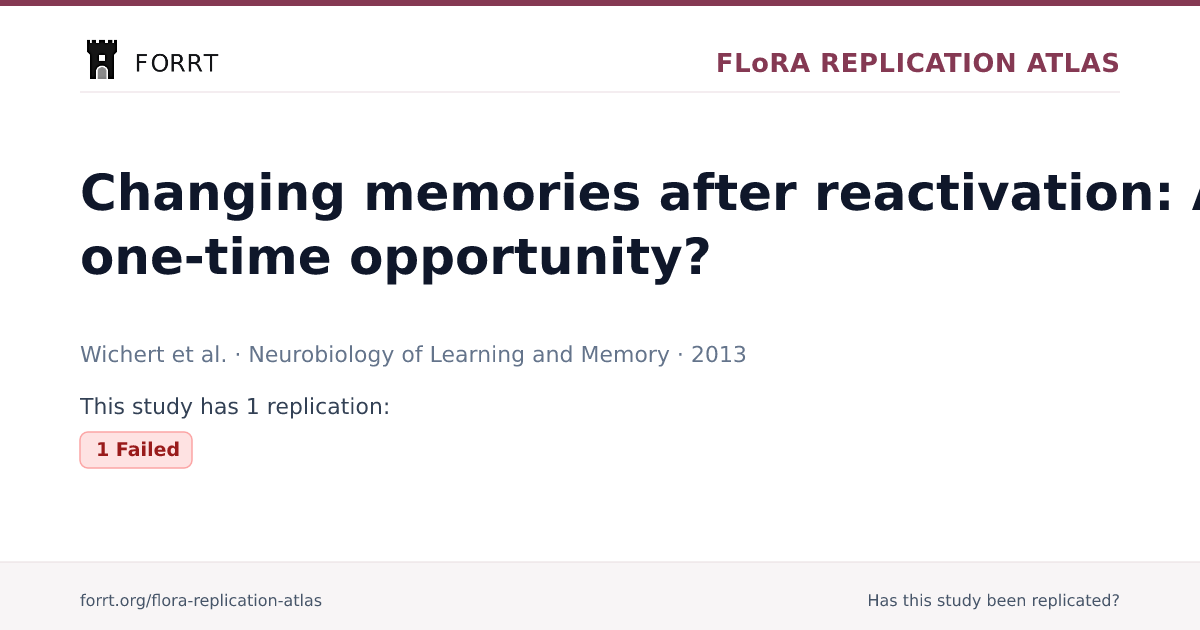 FORRT
FLoRA REPLICATION ATLAS
Changing memories after reactivation: A
one-time opportunity?
Wichert et al. · Neurobiology of Learning and Memory · 2013
This study has 1 replication:
1 Failed
forrt.org/flora-replication-atlas
Has this study been replicated?